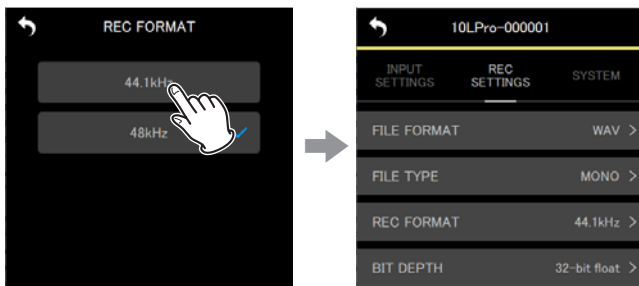 REC FORMAT
44.1kHz
48kHz
10LPro-000001
INPUT SETTINGS
REC SETTINGS
SYSTEM
FILE FORMAT WAV >
FILE TYPE MONO >
REC FORMAT 44.1kHz >
BIT DEPTH 32-bit float >